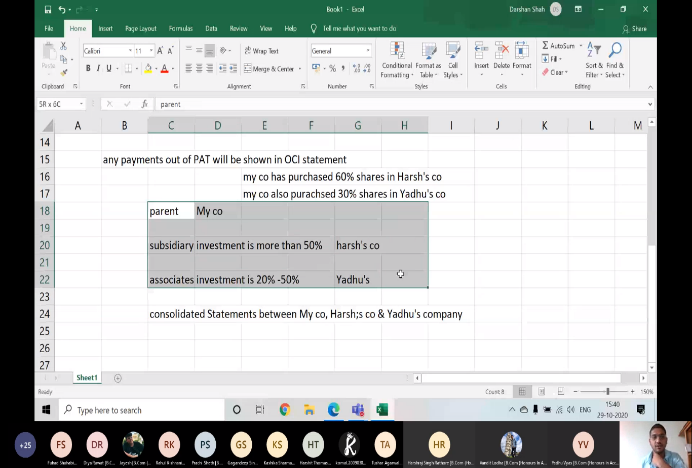 Book1 - Excel
Darshan Shah
DS
File Home Insert Page Layout Formulas Data Review View Help Tell me what you want to do Share
Calibri 11 Wrap Text General AutoSum
Merge & Center Conditional Formatting Format as Table Cell Styles Insert Delete Format Fill Clear Sort & Filter Find & Select
Clipboard Font Alignment Number Styles Cells Editing
5R x 6C parent
A B C D E F G H I J K L M
14
15 any payments out of PAT will be shown in OCI statement
16 my co has purchased 60% shares in Harsh's co
17 my co also purachsed 30% shares in Yadhu's co
18 parent My co
19
20 subsidiary investment is more than 50% harsh's co
21
22 associates investment is 20% -50% Yadhu's
23
24 consolidated Statements between My co, Harsh;s co & Yadhu's company
25
26
27
Sheet1
Ready Count: 8 150%
Type here to search ENG 15:40
29-10-2020
+25 FS DR RK PS GS KS HT TA HR YV